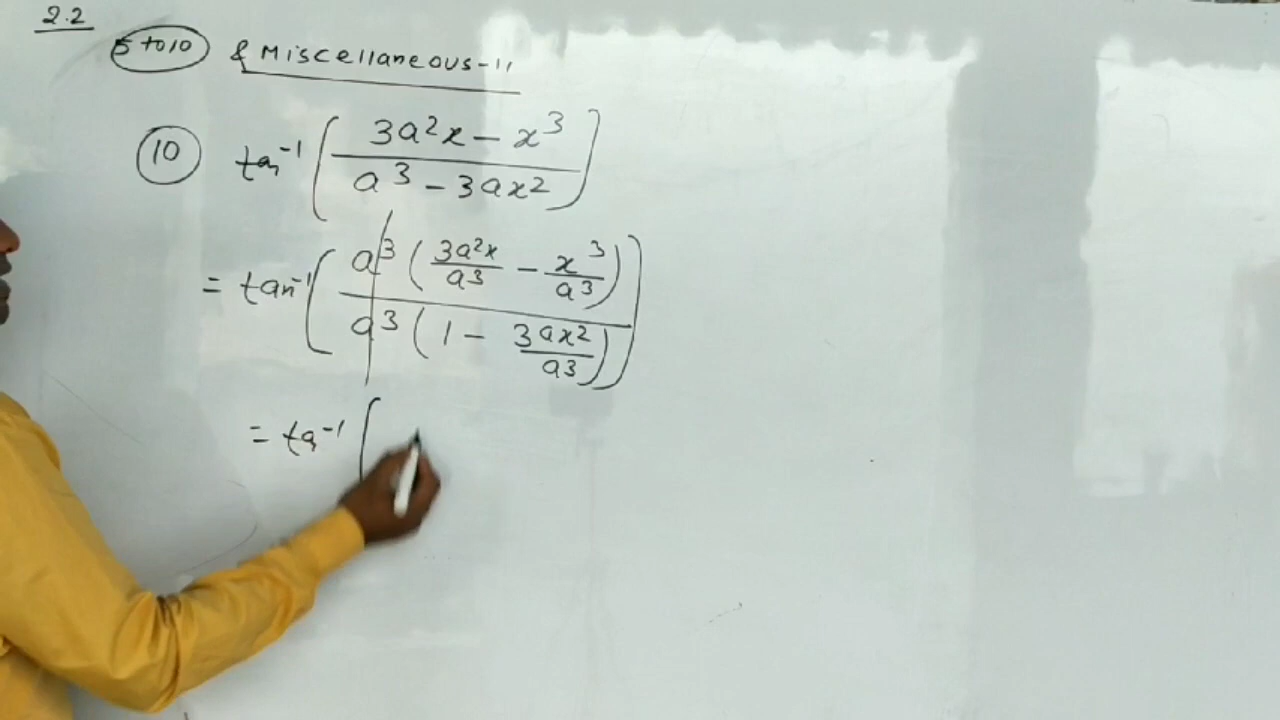 2.2
5 to 10 & Miscellaneous-11
10 tan⁻¹ ( (3a²x − x³) / (a³ − 3ax²) )
= tan⁻¹ ( a³ ( 3a²x/a³ − x³/a³ ) / a³ ( 1 − 3ax²/a³ ) )
= ta⁻¹ (